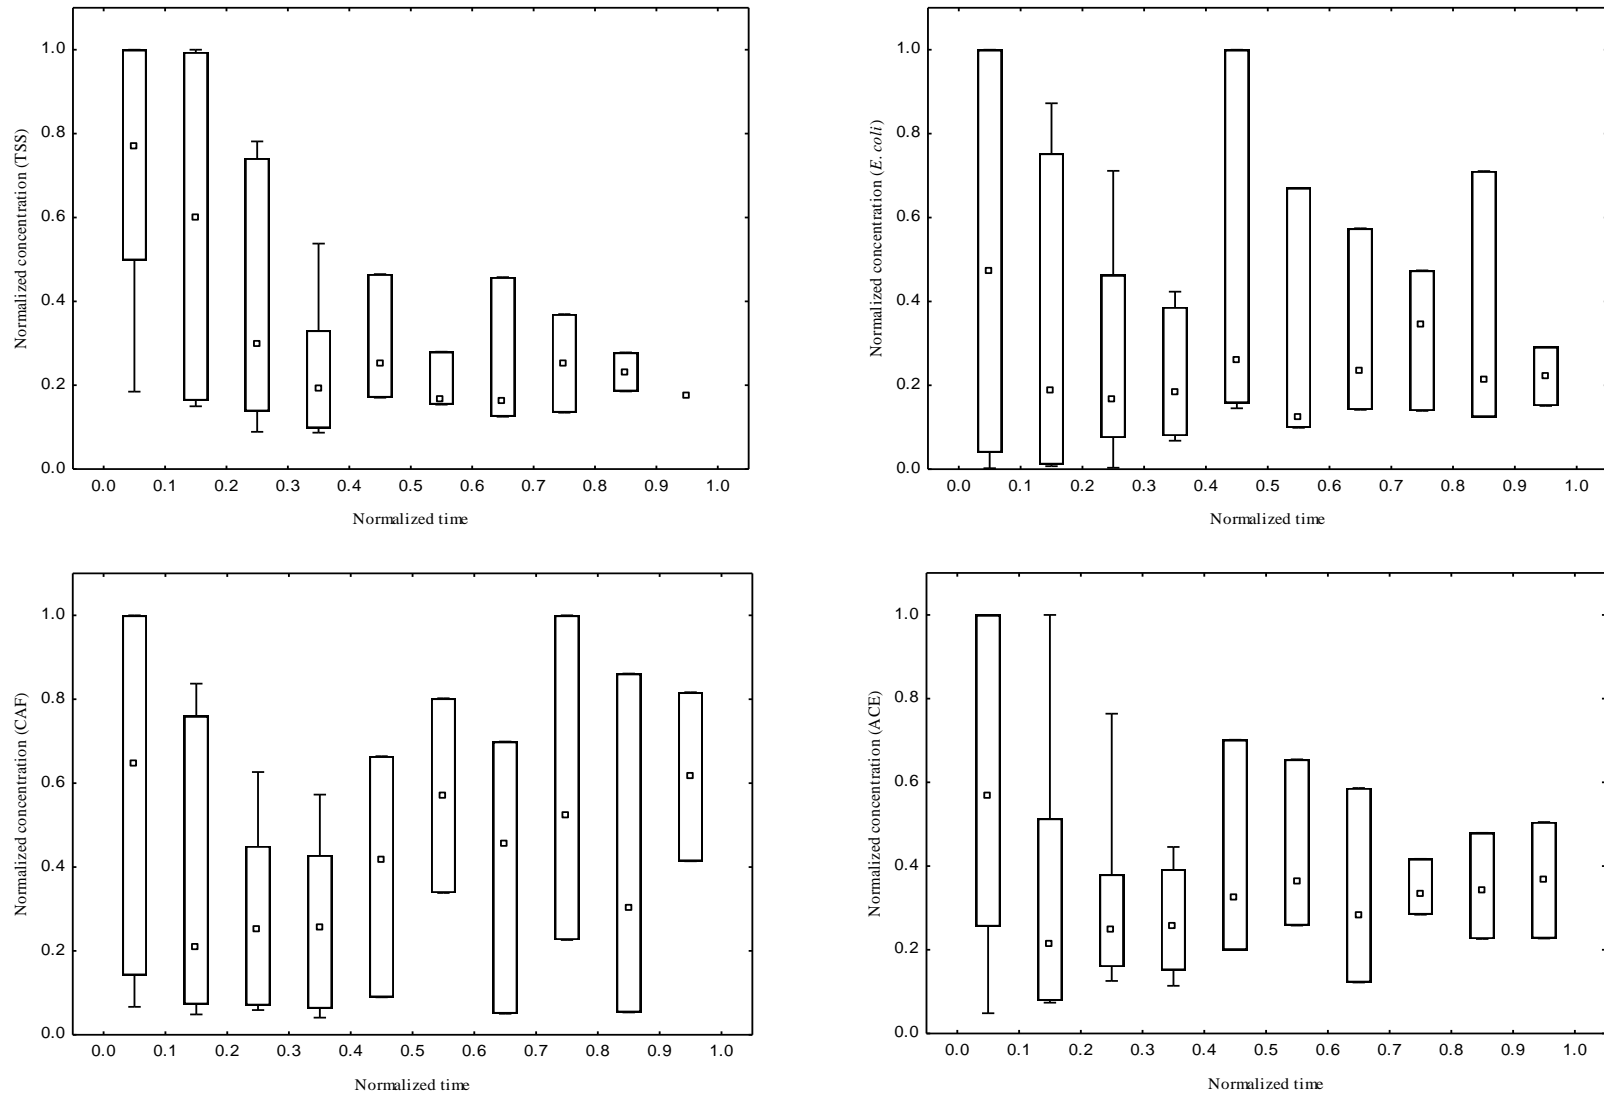 Normalized concentration (TSS)
1.0
0.8
0.6
0.4
0.2
0.0
0.0 0.1 0.2 0.3 0.4 0.5 0.6 0.7 0.8 0.9 1.0
Normalized time
Normalized concentration (E. coli)
1.0
0.8
0.6
0.4
0.2
0.0
0.0 0.1 0.2 0.3 0.4 0.5 0.6 0.7 0.8 0.9 1.0
Normalized time
Normalized concentration (CAF)
1.0
0.8
0.6
0.4
0.2
0.0
0.0 0.1 0.2 0.3 0.4 0.5 0.6 0.7 0.8 0.9 1.0
Normalized time
Normalized concentration (ACE)
1.0
0.8
0.6
0.4
0.2
0.0
0.0 0.1 0.2 0.3 0.4 0.5 0.6 0.7 0.8 0.9 1.0
Normalized time